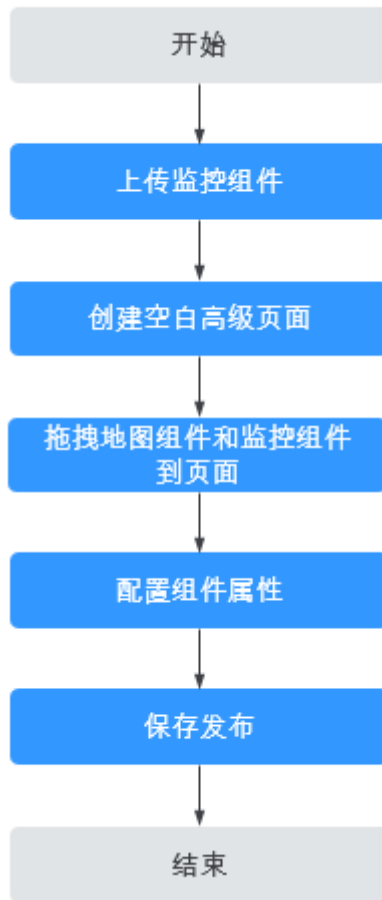 开始
上传监控组件
创建空白高级页面
拖拽地图组件和监控组件
到页面
配置组件属性
保存发布
结束